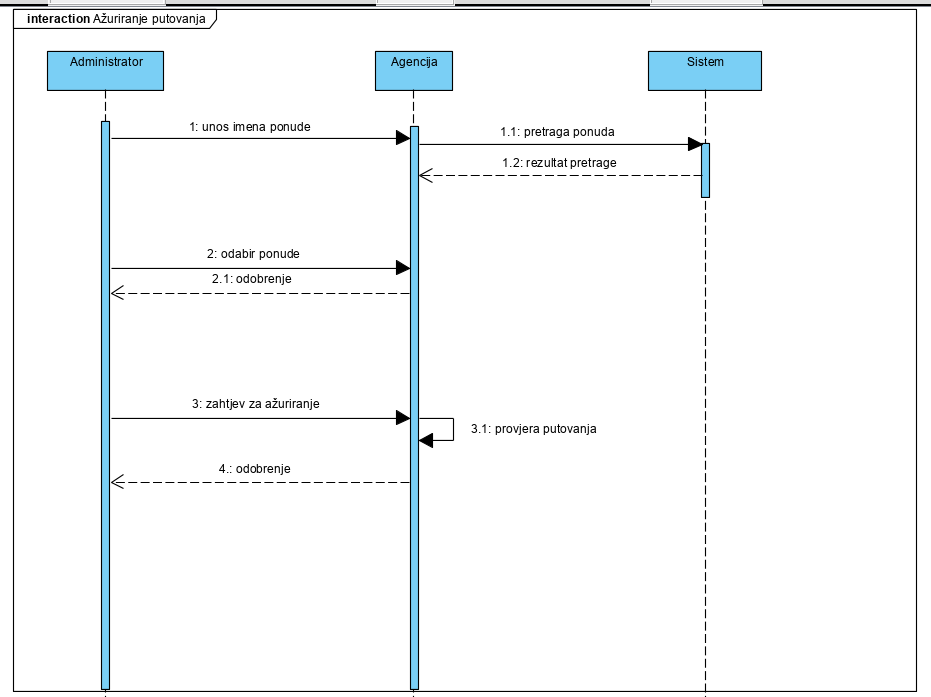 interaction Ažuriranje putovanja
Administrator
Agencija
Sistem
1: unos imena ponude
1.1: pretraga ponuda
1.2: rezultat pretrage
2: odabir ponude
2.1: odobrenje
3: zahtjev za ažuriranje
3.1: provjera putovanja
4.: odobrenje